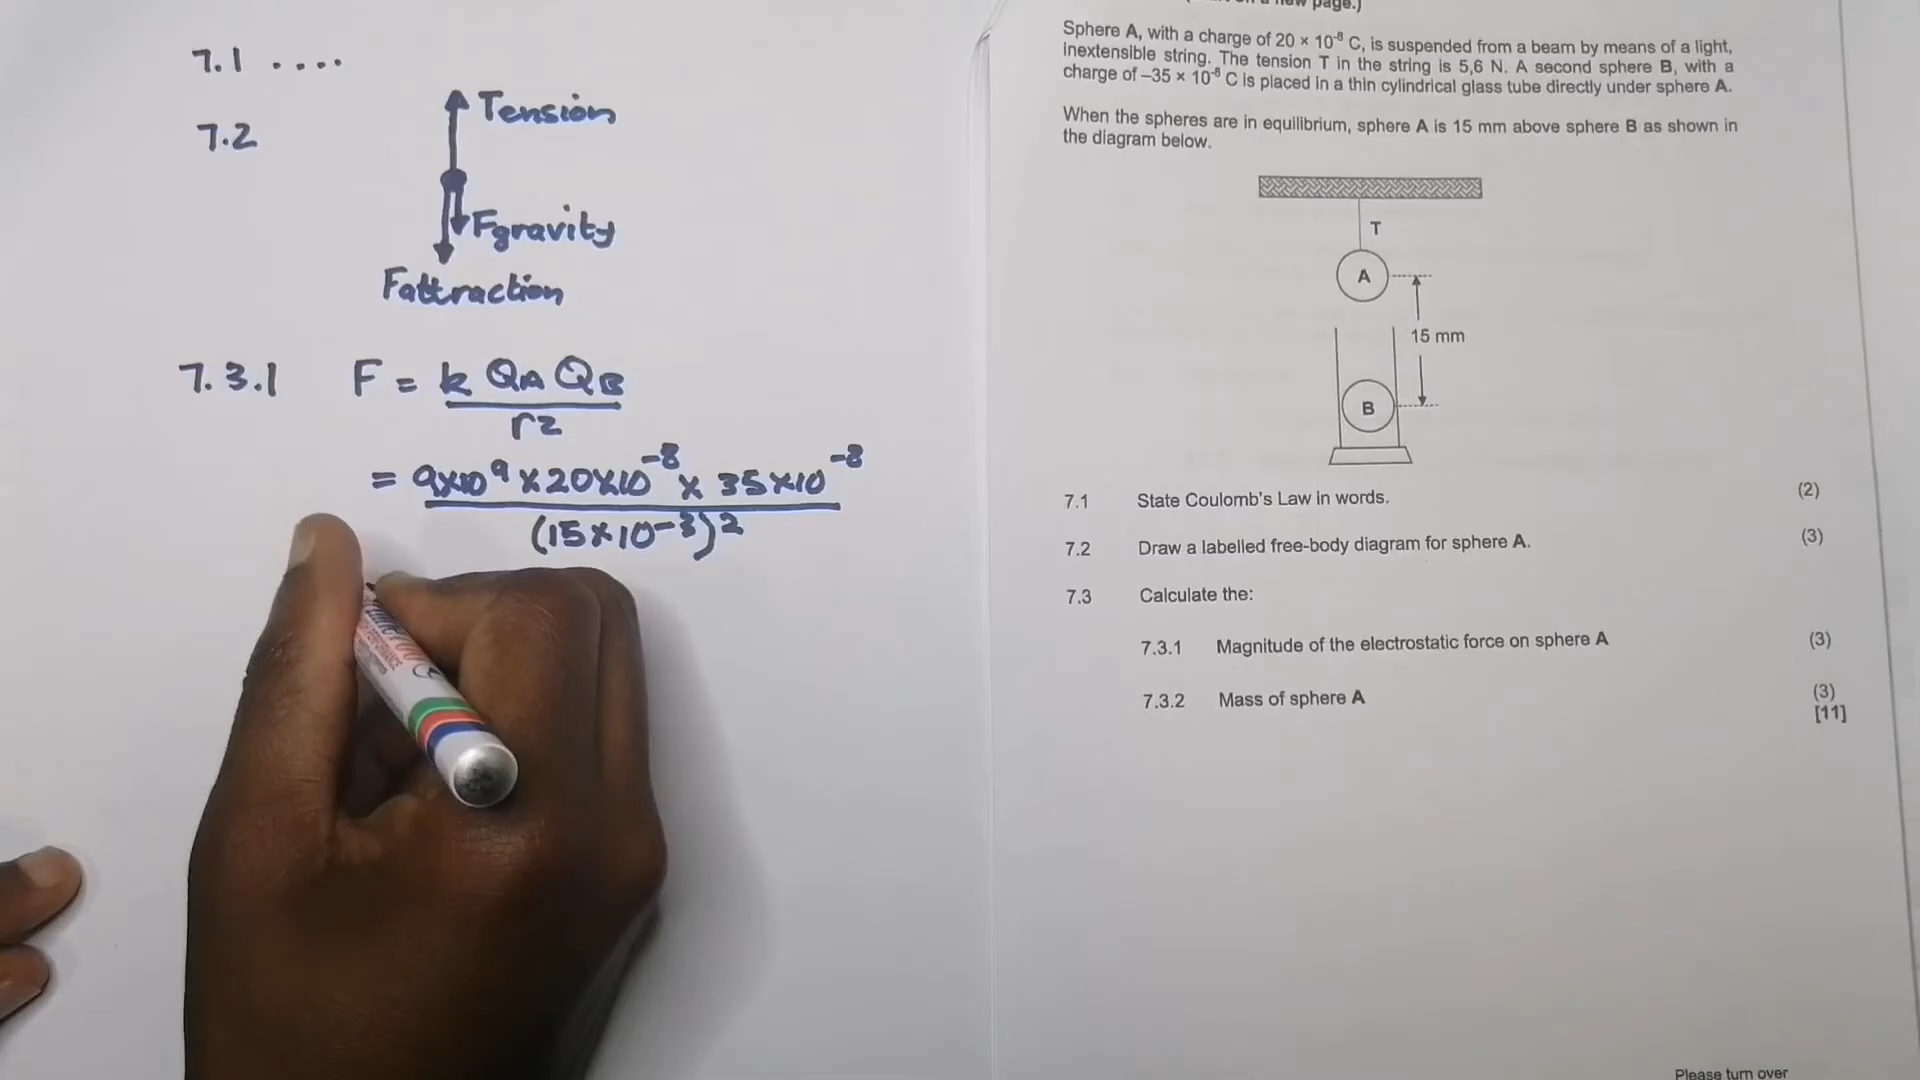 7.1 ....
7.2
Tension
Fgravity
Fattraction
7.3.1 F = k QA QB
r2
= 9×10⁹ × 20×10⁻⁸ × 35×10⁻⁸
(15×10⁻³)²
new page.)
Sphere A, with a charge of 20 × 10⁻⁸ C, is suspended from a beam by means of a light,
inextensible string. The tension T in the string is 5,6 N. A second sphere B, with a
charge of –35 × 10⁻⁸ C is placed in a thin cylindrical glass tube directly under sphere A.
When the spheres are in equilibrium, sphere A is 15 mm above sphere B as shown in
the diagram below.
T
A
15 mm
B
7.1 State Coulomb's Law in words. (2)
7.2 Draw a labelled free-body diagram for sphere A. (3)
7.3 Calculate the:
7.3.1 Magnitude of the electrostatic force on sphere A (3)
7.3.2 Mass of sphere A (3)
[11]
Please turn over